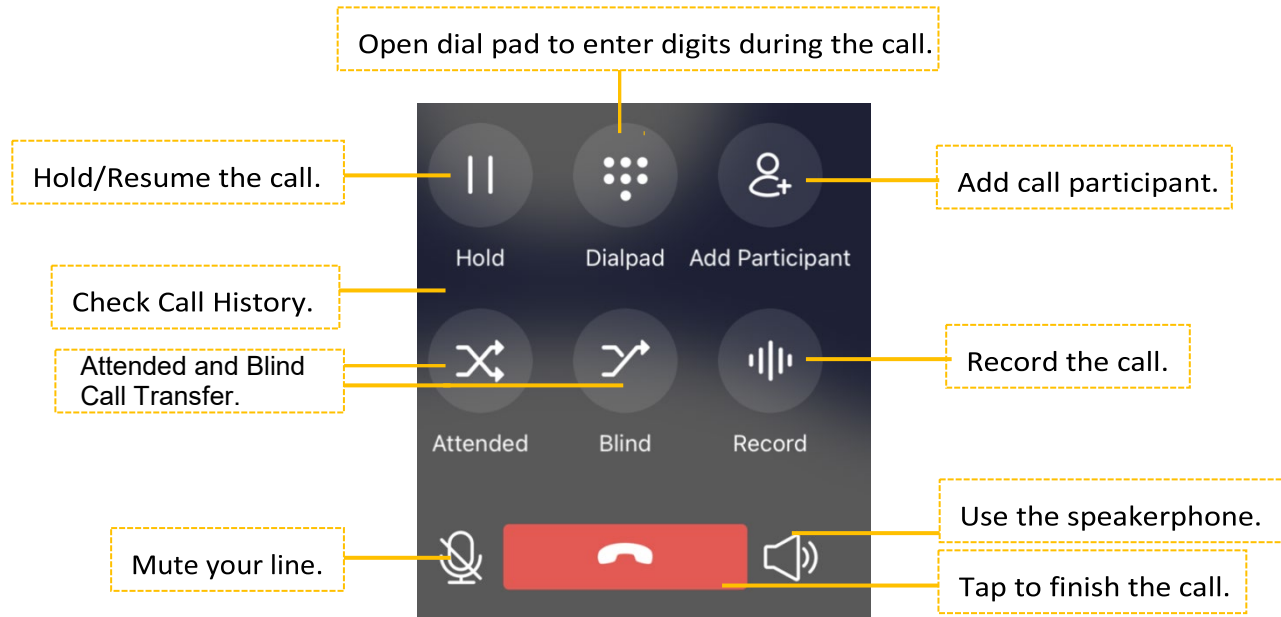 Open dial pad to enter digits during the call.
Hold/Resume the call.
Add call participant.
Hold
Dialpad
Add Participant
Check Call History.
Attended and Blind
Call Transfer.
Record the call.
Attended
Blind
Record
Use the speakerphone.
Mute your line.
Tap to finish the call.